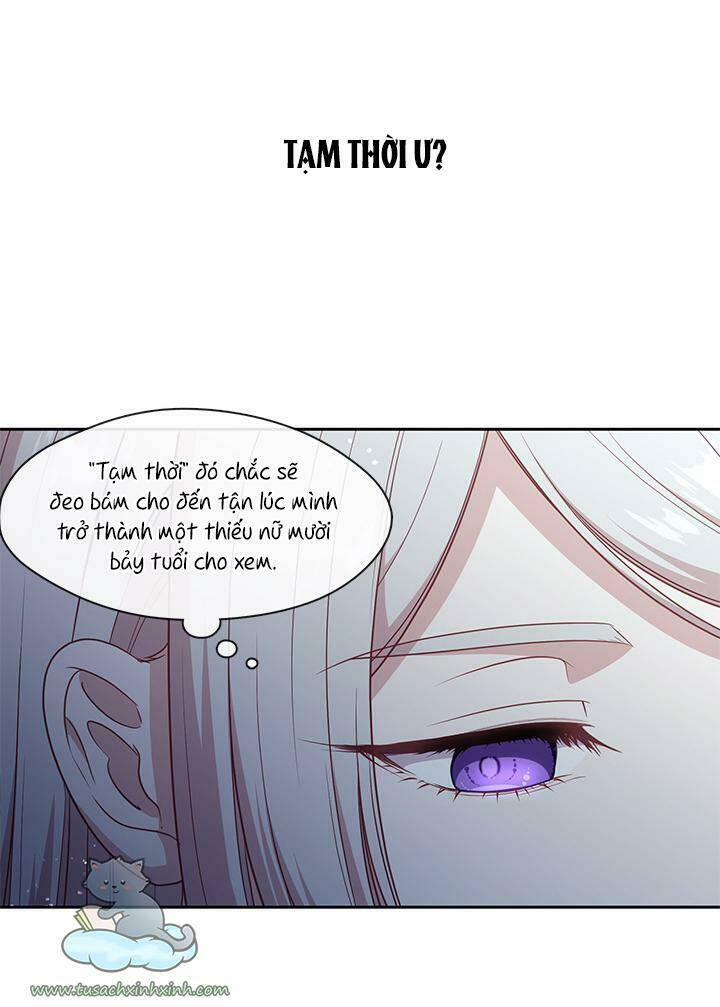 TẠM THỜI Ư?
"Tạm thời" đó chắc sẽ
đeo bám cho đến tận lúc mình
trở thành một thiếu nữ mười
bảy tuổi cho xem.
www.tusachxinhxinh.com